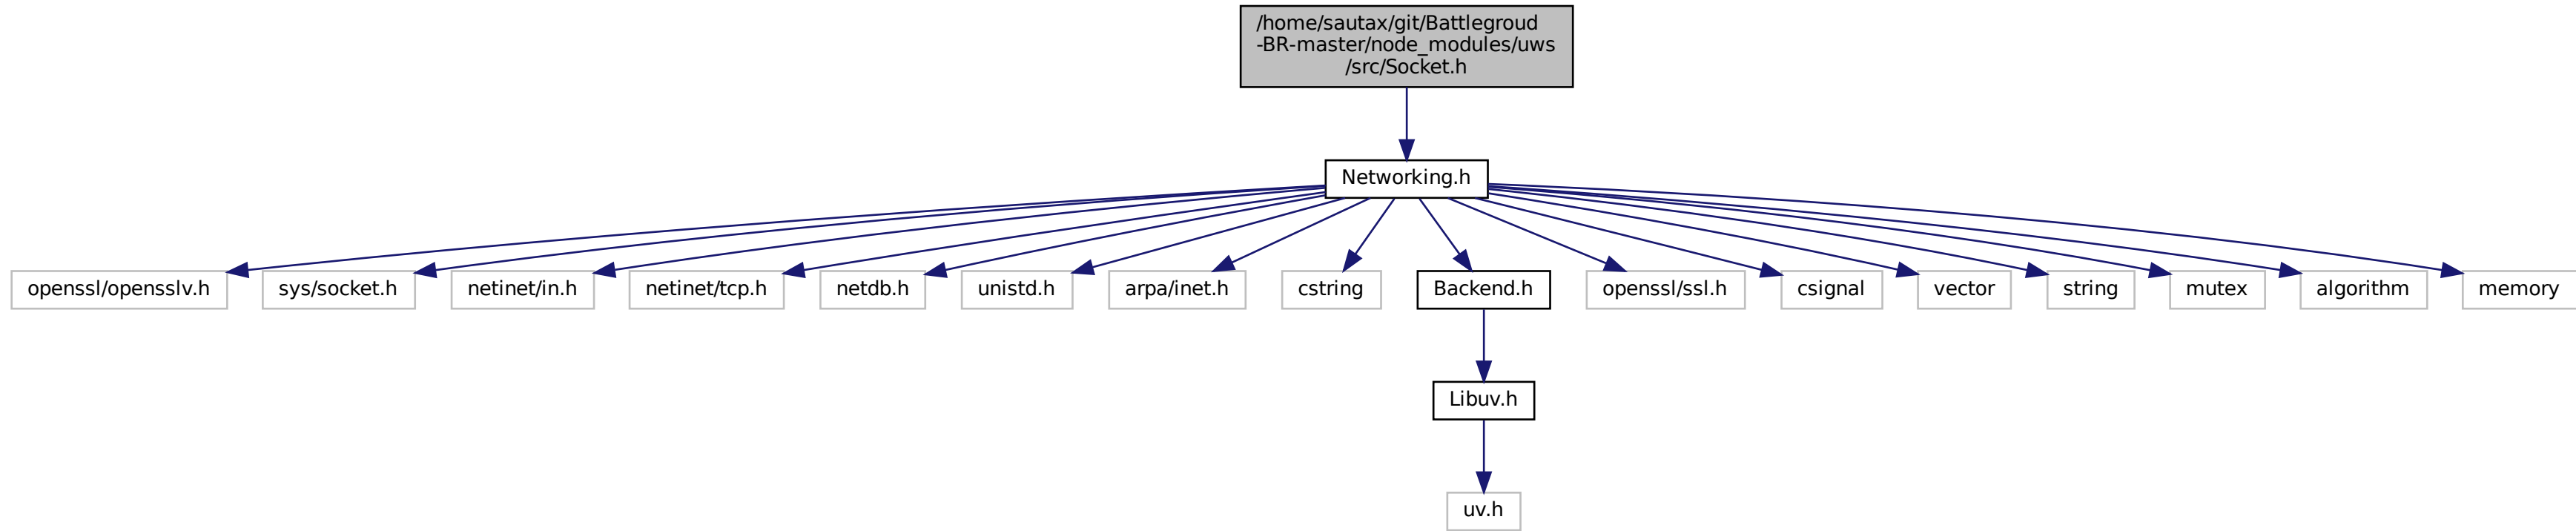 /home/sautax/git/Battlegroud
-BR-master/node_modules/uws
/src/Socket.h
Networking.h
openssl/opensslv.h
sys/socket.h
netinet/in.h
netinet/tcp.h
netdb.h
unistd.h
arpa/inet.h
cstring
Backend.h
openssl/ssl.h
csignal
vector
string
mutex
algorithm
memory
Libuv.h
uv.h